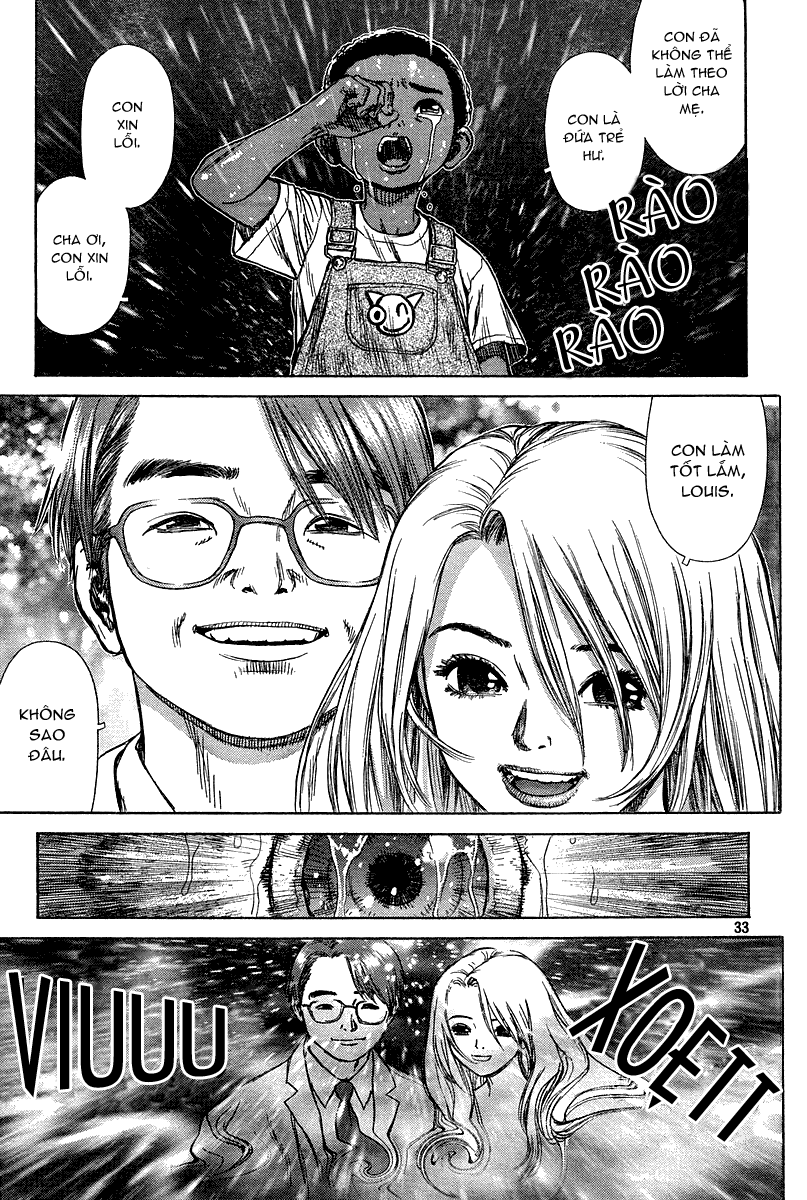 CON ĐÃ
KHÔNG THỂ
LÀM THEO
LỜI CHA
MẸ.
CON LÀ
ĐỨA TRẺ
HƯ.
CON
XIN
LỖI.
CHA ƠI,
CON XIN
LỖI.
RÀO
RÀO
RÀO
CON LÀM
TỐT LẮM,
LOUIS.
KHÔNG
SAO
ĐÂU.
33
VIUUU
XOETT